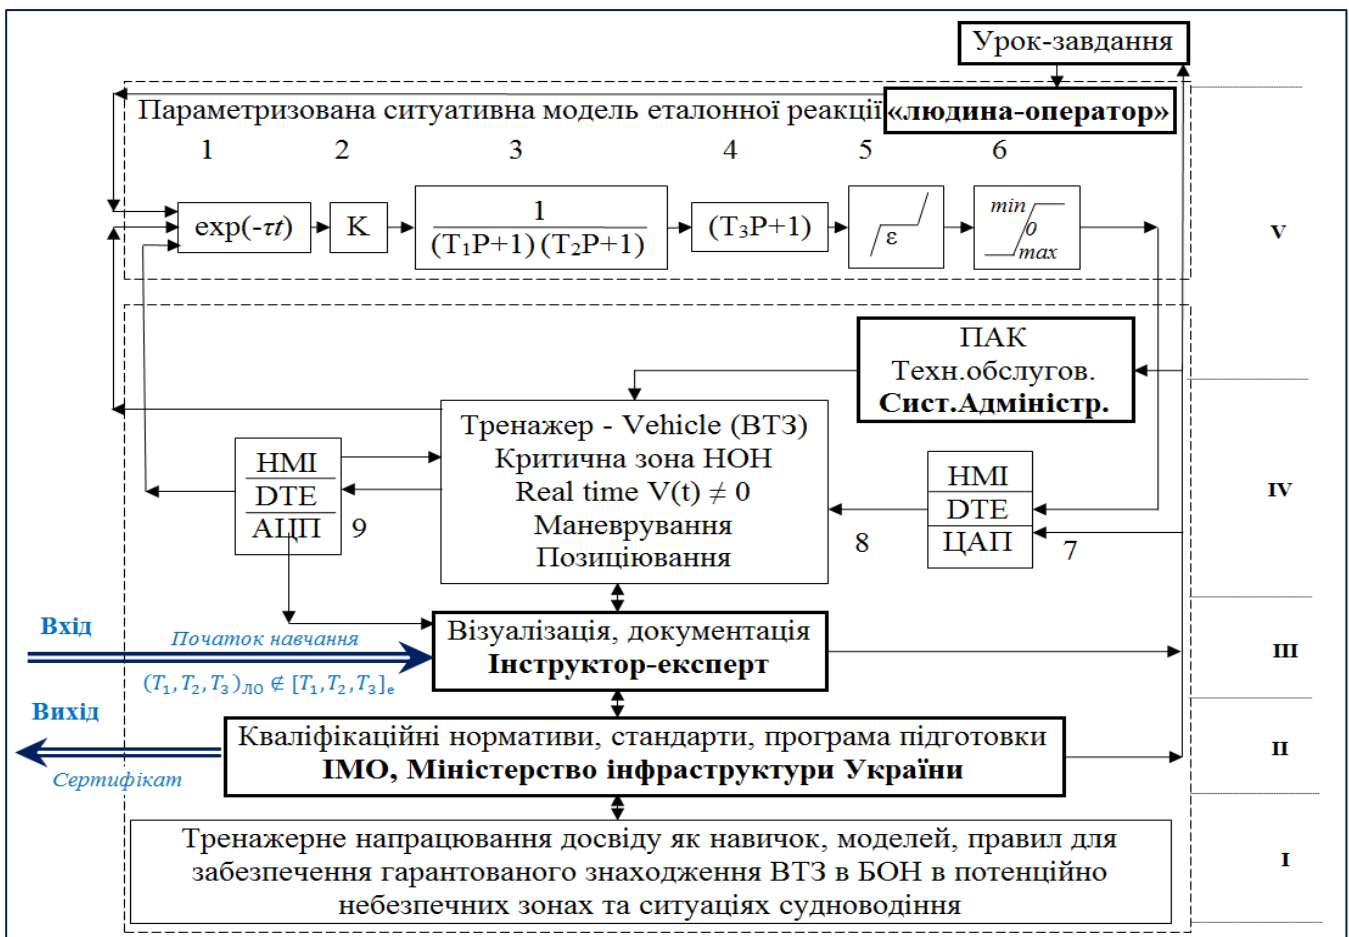 Урок-завдання
Параметризована ситуативна модель еталонної реакції «людина-оператор»
1 2 3 4 5 6
exp(-τt)
K
1
(T₁P+1) (T₂P+1)
(T₃P+1)
ε
min
0
max
V
ПАК
Техн.обслугов.
Сист.Адміністр.
Тренажер - Vehicle (ВТЗ)
Критична зона НОН
Real time V(t) ≠ 0
Маневрування
Позиціювання
HMI
DTE
АЦП
9
HMI
DTE
ЦАП
8
7
IV
Вхід
Початок навчання
(T₁,T₂,T₃)ЛО ∉ [T₁,T₂,T₃]e
Візуалізація, документація
Інструктор-експерт
III
Вихід
Сертифікат
Кваліфікаційні нормативи, стандарти, програма підготовки
ІМО, Міністерство інфраструктури України
II
Тренажерне напрацювання досвіду як навичок, моделей, правил для
забезпечення гарантованого знаходження ВТЗ в БОН в потенційно
небезпечних зонах та ситуаціях судноводіння
I